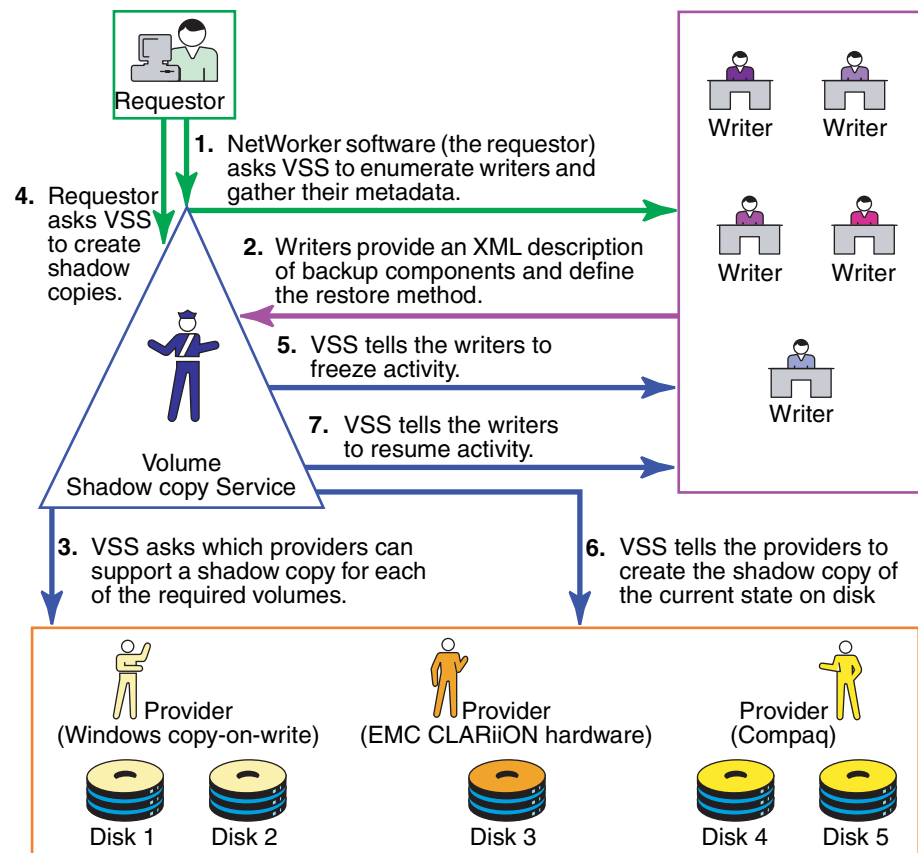 Requestor
1. NetWorker software (the requestor)
asks VSS to enumerate writers and
gather their metadata.
4. Requestor
asks VSS
to create
shadow
copies.
2. Writers provide an XML description
of backup components and define
the restore method.
5. VSS tells the writers to
freeze activity.
7. VSS tells the writers
to resume activity.
Writer
Writer
Writer
Writer
Writer
Volume
Shadow copy Service
3. VSS asks which providers can
support a shadow copy for each
of the required volumes.
6. VSS tells the providers to
create the shadow copy of
the current state on disk
Provider
(Windows copy-on-write)
Provider
(EMC CLARiiON hardware)
Provider
(Compaq)
Disk 1
Disk 2
Disk 3
Disk 4
Disk 5